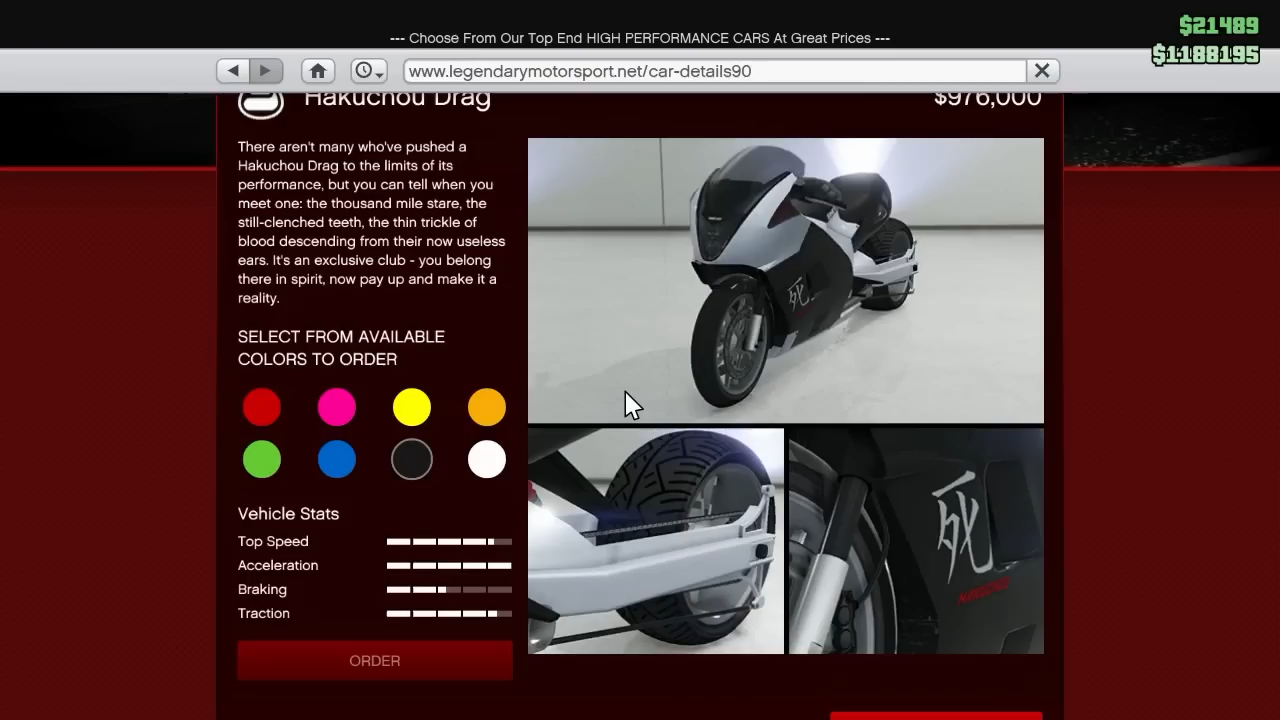 $21489
--- Choose From Our Top End HIGH PERFORMANCE CARS At Great Prices ---
$1188195
www.legendarymotorsport.net/car-details90
Hakuchou Drag
$976,000
There aren't many who've pushed a
Hakuchou Drag to the limits of its
performance, but you can tell when you
meet one: the thousand mile stare, the
still-clenched teeth, the thin trickle of
blood descending from their now useless
ears. It's an exclusive club - you belong
there in spirit, now pay up and make it a
reality.
死
SELECT FROM AVAILABLE
COLORS TO ORDER
Vehicle Stats
Top Speed
Acceleration
Braking
Traction
ORDER
死